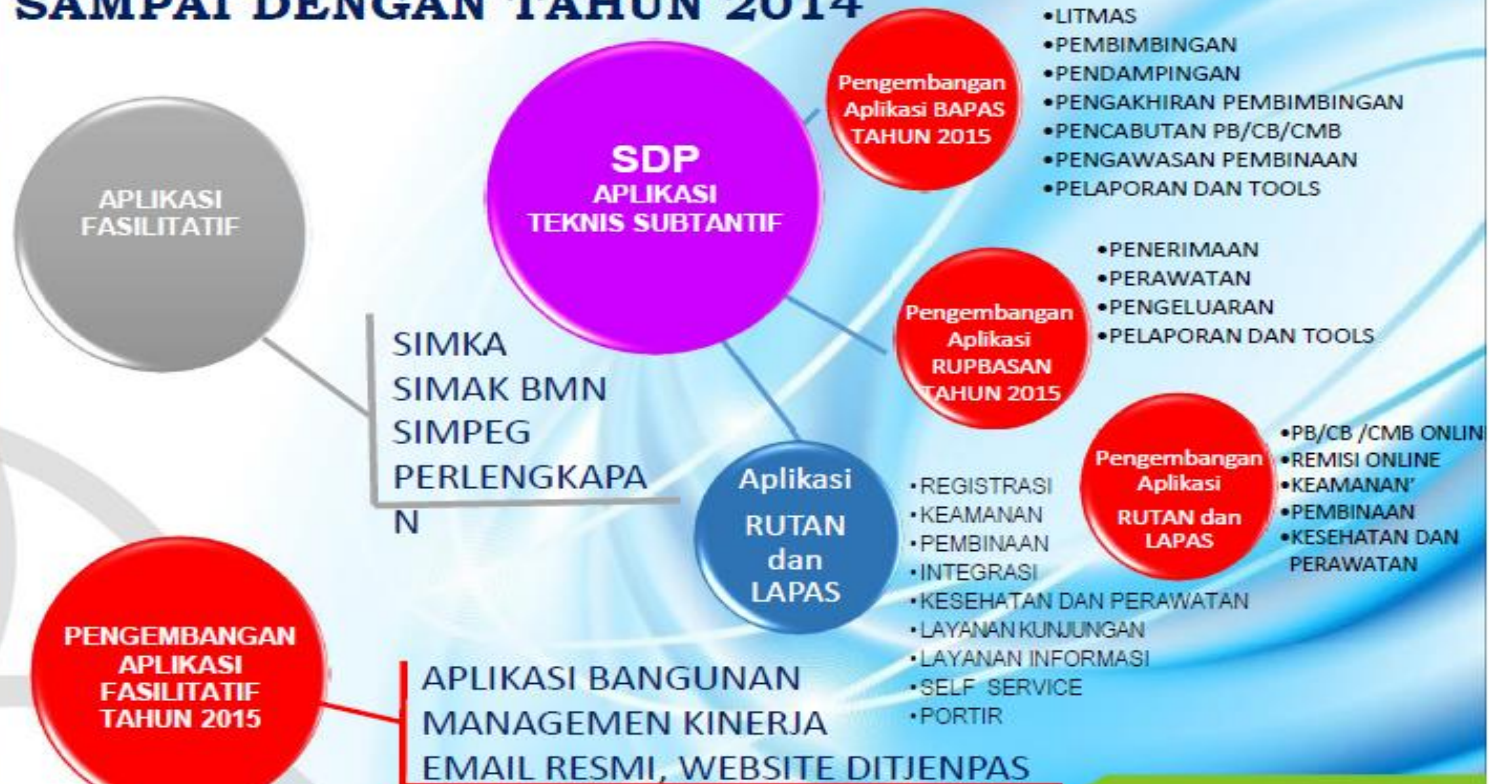 SAMPAI DENGAN TAHUN 2014
APLIKASI
FASILITATIF
SIMKA
SIMAK BMN
SIMPEG
PERLENGKAPA
N
PENGEMBANGAN
APLIKASI
FASILITATIF
TAHUN 2015
APLIKASI BANGUNAN
MANAGEMEN KINERJA
EMAIL RESMI, WEBSITE DITJENPAS
SDP
APLIKASI
TEKNIS SUBTANTIF
Pengembangan
Aplikasi BAPAS
TAHUN 2015
•LITMAS
•PEMBIMBINGAN
•PENDAMPINGAN
•PENGAKHIRAN PEMBIMBINGAN
•PENCABUTAN PB/CB/CMB
•PENGAWASAN PEMBINAAN
•PELAPORAN DAN TOOLS
Pengembangan
Aplikasi
RUPBASAN
TAHUN 2015
•PENERIMAAN
•PERAWATAN
•PENGELUARAN
•PELAPORAN DAN TOOLS
Aplikasi
RUTAN
dan
LAPAS
•REGISTRASI
•KEAMANAN
•PEMBINAAN
•INTEGRASI
•KESEHATAN DAN PERAWATAN
•LAYANAN KUNJUNGAN
•LAYANAN INFORMASI
•SELF SERVICE
•PORTIR
Pengembangan
Aplikasi
RUTAN dan
LAPAS
•PB/CB /CMB ONLIN
•REMISI ONLINE
•KEAMANAN'
•PEMBINAAN
•KESEHATAN DAN
PERAWATAN